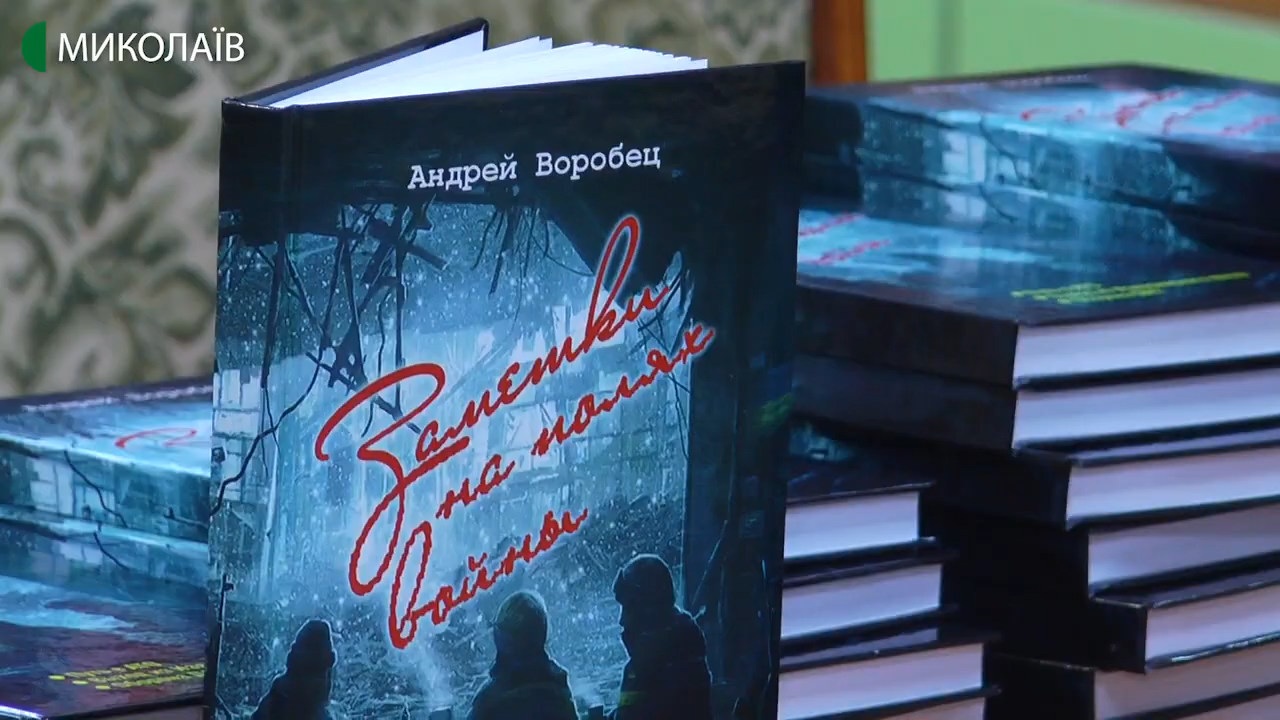 МИКОЛАЇВ
Андрей Воробец
Заметки
на полях
войны